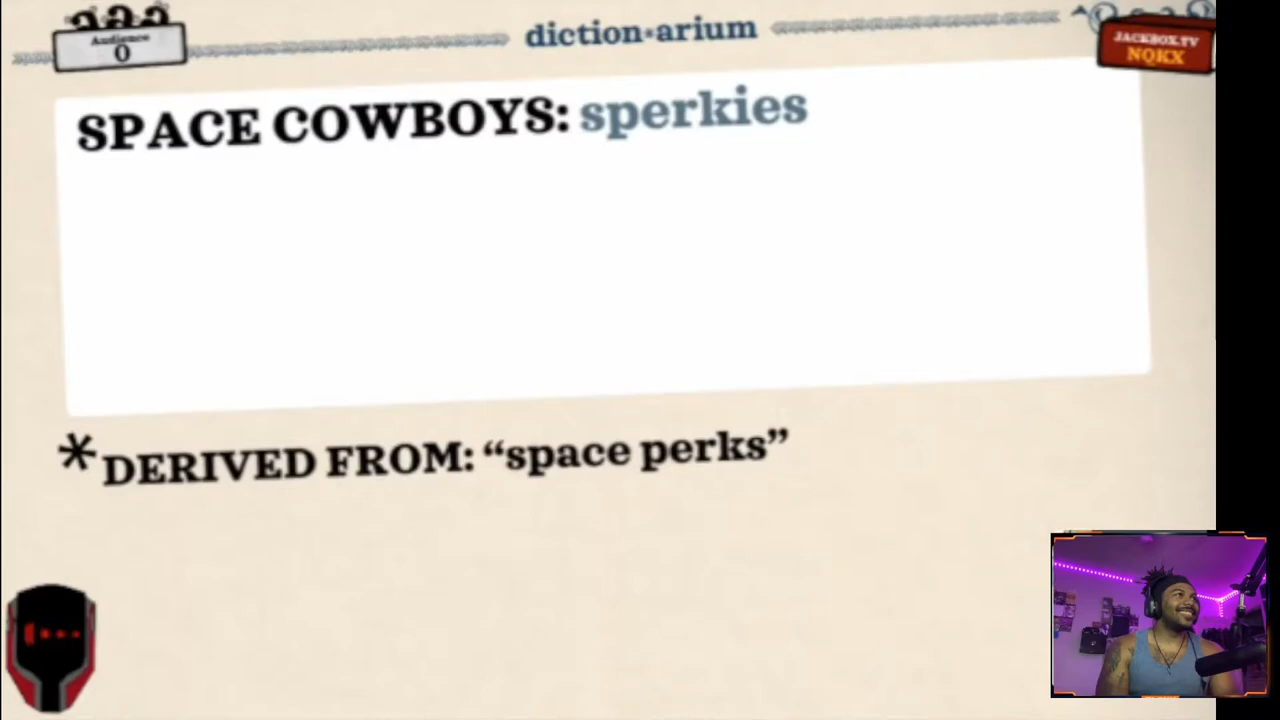 Audience
0
diction•arium
JACKBOX.TV
NQKX
SPACE COWBOYS: sperkies
*DERIVED FROM: “space perks”